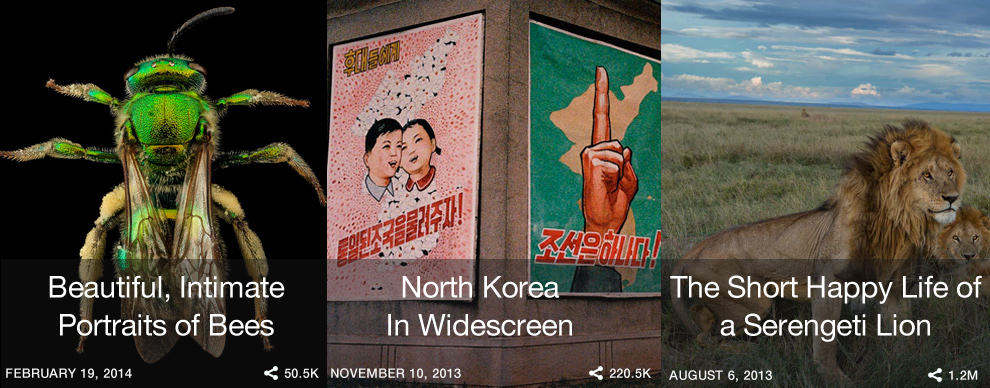 Beautiful, Intimate
Portraits of Bees
FEBRUARY 19, 2014
50.5K
후대들에게
통일된조국을물려주자!
조선은하나다!
North Korea
In Widescreen
NOVEMBER 10, 2013
220.5K
The Short Happy Life of
a Serengeti Lion
AUGUST 6, 2013
1.2M